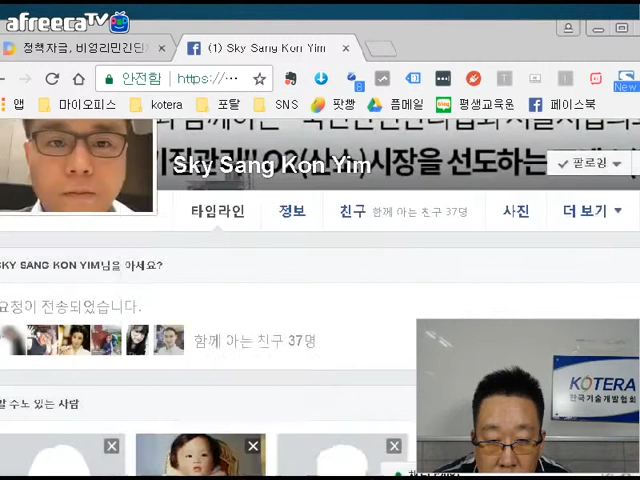 afreecaTV
정책자금, 비영리민간단
(1) Sky Sang Kon Yim
안전함 https://...
8
New
앱 마이오피스 kotera 포탈 SNS 팟빵 플메일 평생교육원 페이스북
Sky Sang Kon Yim
팔로잉
시장을 선도하는
타임라인 정보 친구 함께 아는 친구 37명 사진 더 보기
SKY SANG KON YIM님을 아세요?
요청이 전송되었습니다.
함께 아는 친구 37명
알 수도 있는 사람
KOTERA
한국기술개발협회